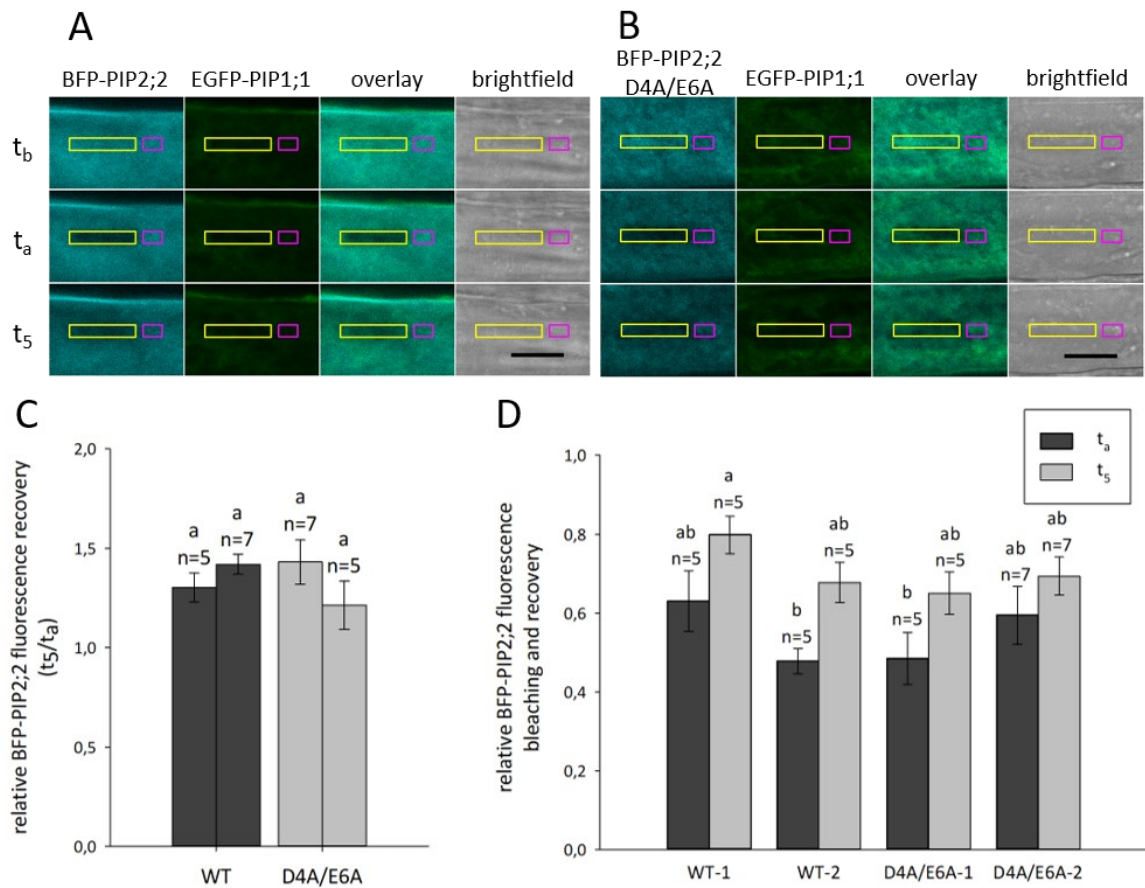 A
BFP-PIP2;2 EGFP-PIP1;1 overlay brightfield
t_b
t_a
t_5
B
BFP-PIP2;2
D4A/E6A
EGFP-PIP1;1 overlay brightfield
C
relative BFP-PIP2;2 fluorescence recovery
(t5/ta)
2,0
1,5
1,0
0,5
0,0
a
n=5
a
n=7
a
n=7
a
n=5
WT D4A/E6A
D
relative BFP-PIP2;2 fluorescence
bleaching and recovery
1,0
0,8
0,6
0,4
0,2
0,0
ta
t5
ab
n=5
a
n=5
b
n=5
ab
n=5
b
n=5
ab
n=5
ab
n=7
ab
n=7
WT-1 WT-2 D4A/E6A-1 D4A/E6A-2